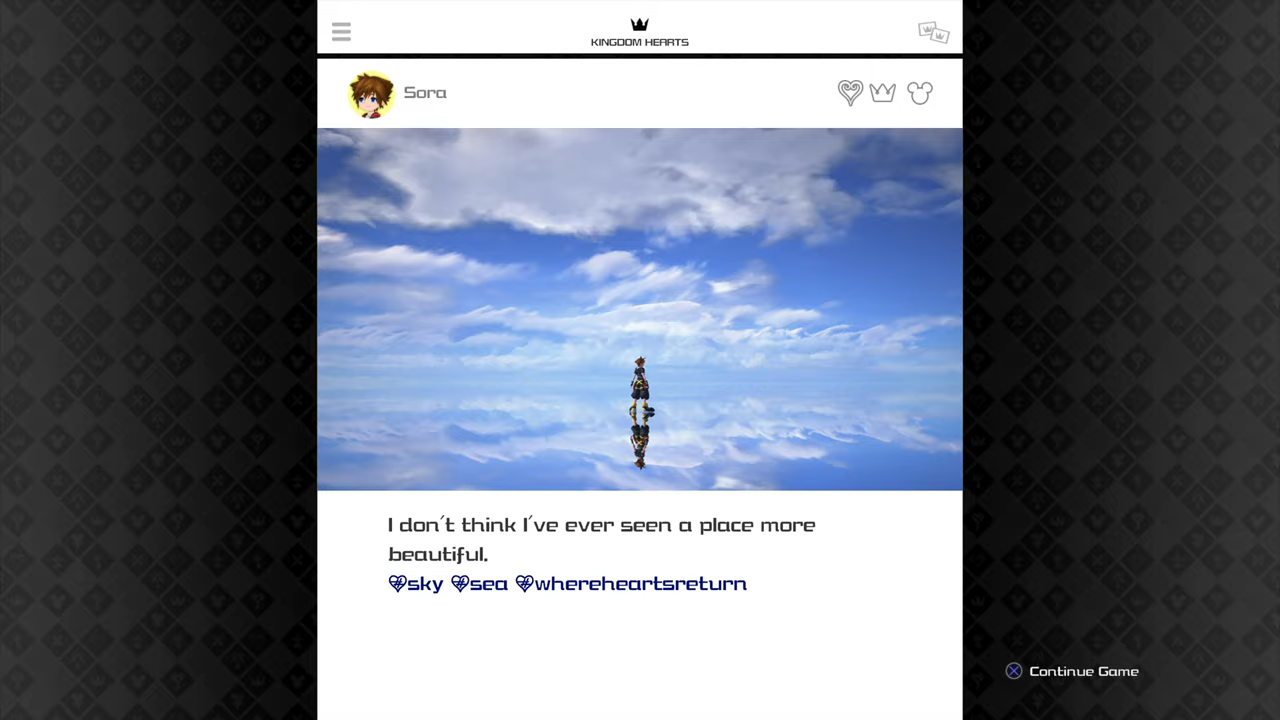 KINGDOM HEARTS
Sora
I don't think I've ever seen a place more
beautiful.
#sky #sea #whereheartsreturn
Continue Game